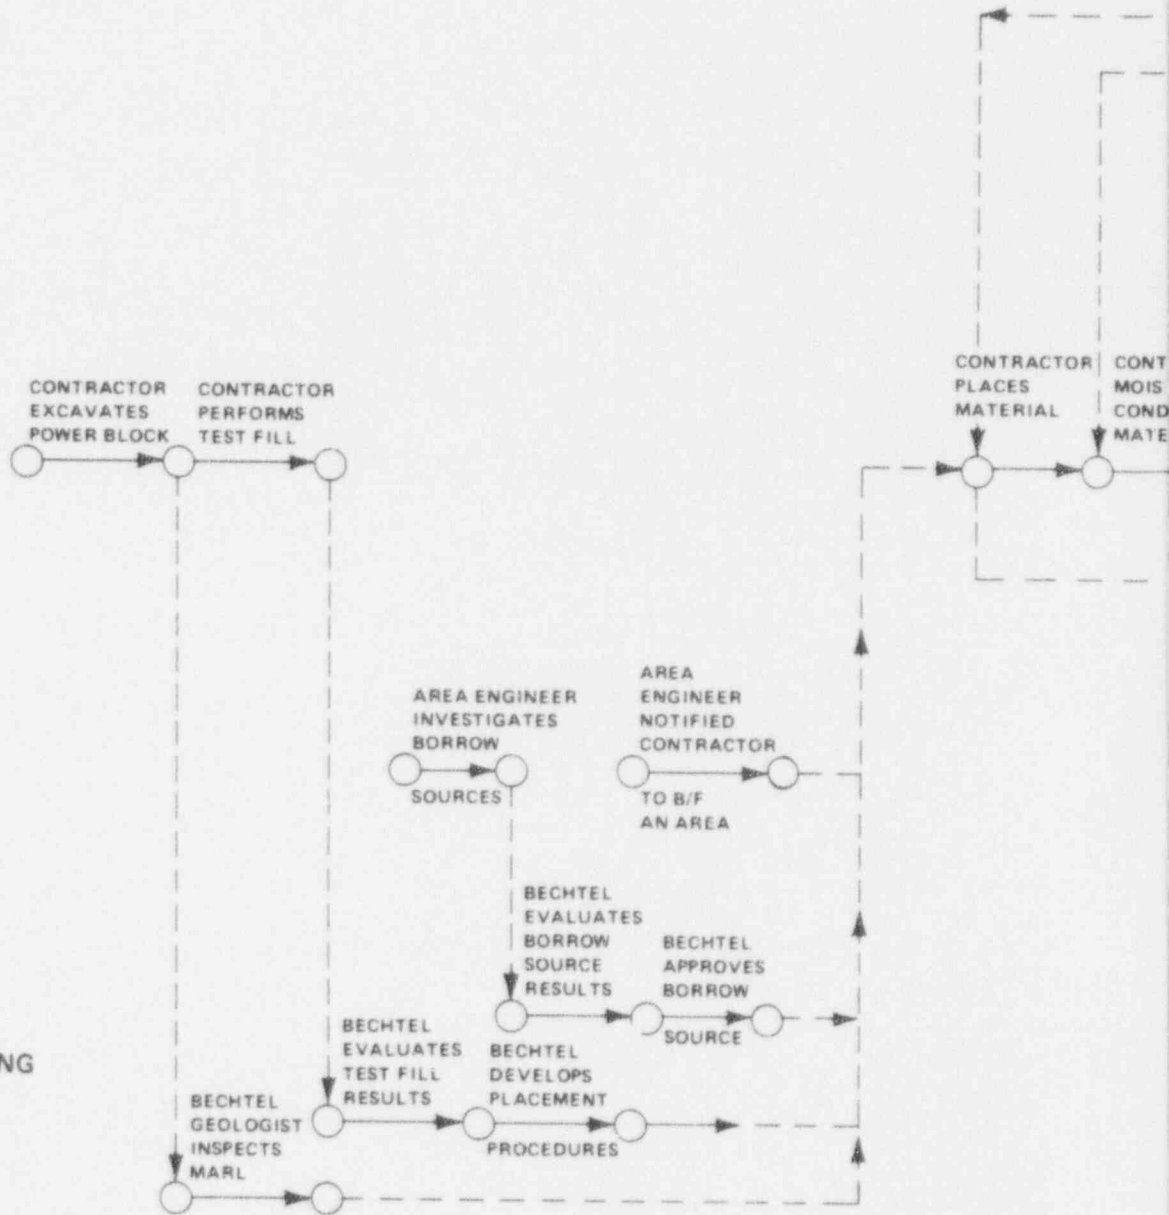 CONTRACTOR
EXCAVATES
POWER BLOCK
CONTRACTOR
PERFORMS
TEST FILL
CONTRACTOR
PLACES
MATERIAL
CONT
MOIS
COND
MATE
AREA ENGINEER
INVESTIGATES
BORROW
SOURCES
AREA
ENGINEER
NOTIFIED
CONTRACTOR
TO B/F
AN AREA
BECHTEL
EVALUATES
BORROW
SOURCE
RESULTS
BECHTEL
APPROVES
BORROW
SOURCE
NG
BECHTEL
EVALUATES
TEST FILL
RESULTS
BECHTEL
DEVELOPS
PLACEMENT
PROCEDURES
BECHTEL
GEOLOGIST
INSPECTS
MARL